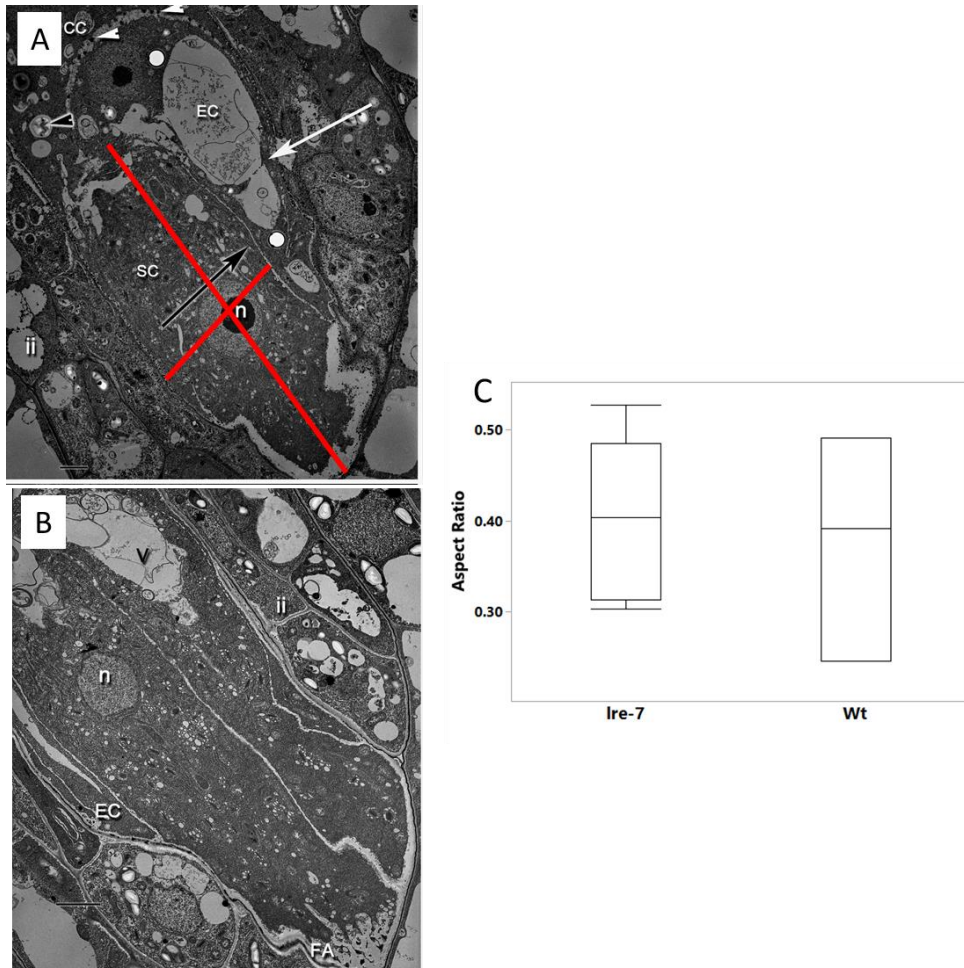 A
CC
EC
SC
n
ii
B
V
n
ii
EC
FA
C
Aspect Ratio
0.50
0.40
0.30
lre-7
Wt